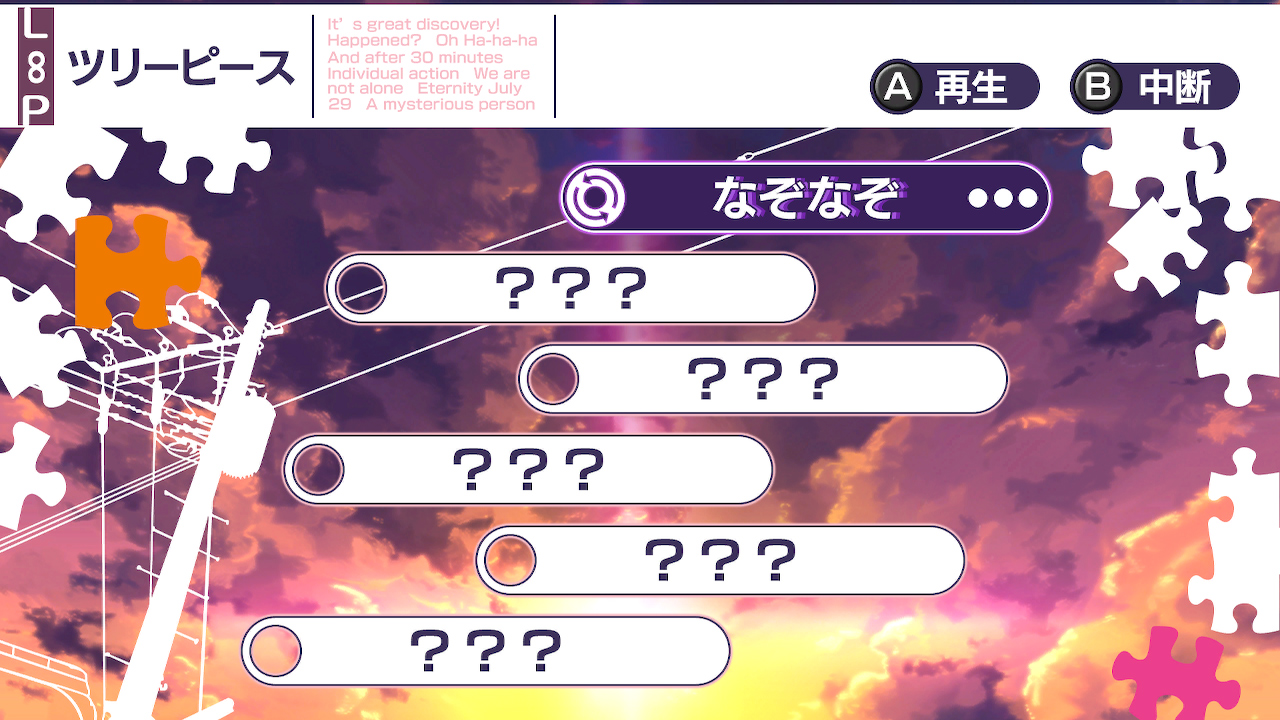 L8P
ツリーピース
It's great discovery!
Happened? Oh Ha-ha-ha
And after 30 minutes
Individual action We are
not alone Eternity July
29 A mysterious person
A 再生
B 中断
なぞなぞ •••
???
???
???
???
???